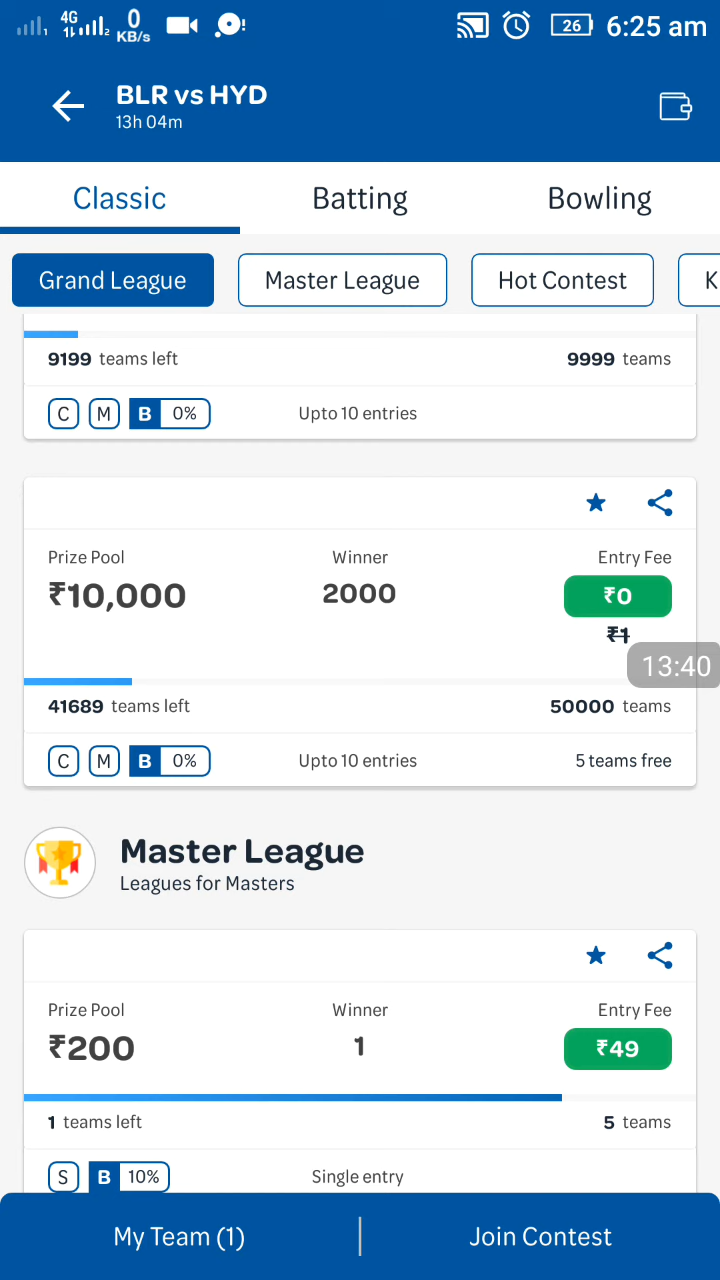 4G 0 KB/s 26 6:25 am
1 2
BLR vs HYD
13h 04m
Classic Batting Bowling
Grand League Master League Hot Contest K
9199 teams left 9999 teams
C M B 0% Upto 10 entries
Prize Pool Winner Entry Fee
₹10,000 2000 ₹0
₹1
13:40
41689 teams left 50000 teams
C M B 0% Upto 10 entries 5 teams free
Master League
Leagues for Masters
Prize Pool Winner Entry Fee
₹200 1 ₹49
1 teams left 5 teams
S B 10% Single entry
My Team (1) Join Contest